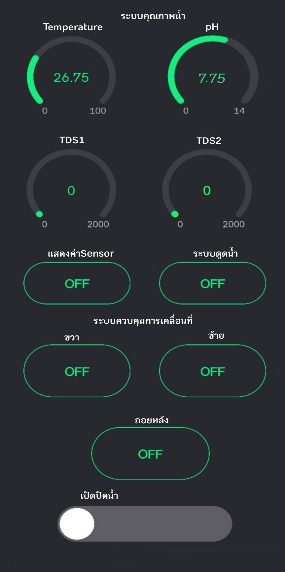 ระบบคุณภาพน้ำ
Temperature pH
26.75 7.75
0 100 0 14
TDS1 TDS2
0 0
0 2000 0 2000
แสดงค่าSensor ระบบดูดน้ำ
OFF OFF
ระบบควบคุมการเคลื่อนที่
ขวา ซ้าย
OFF OFF
ถอยหลัง
OFF
เปิดปิดน้ำ